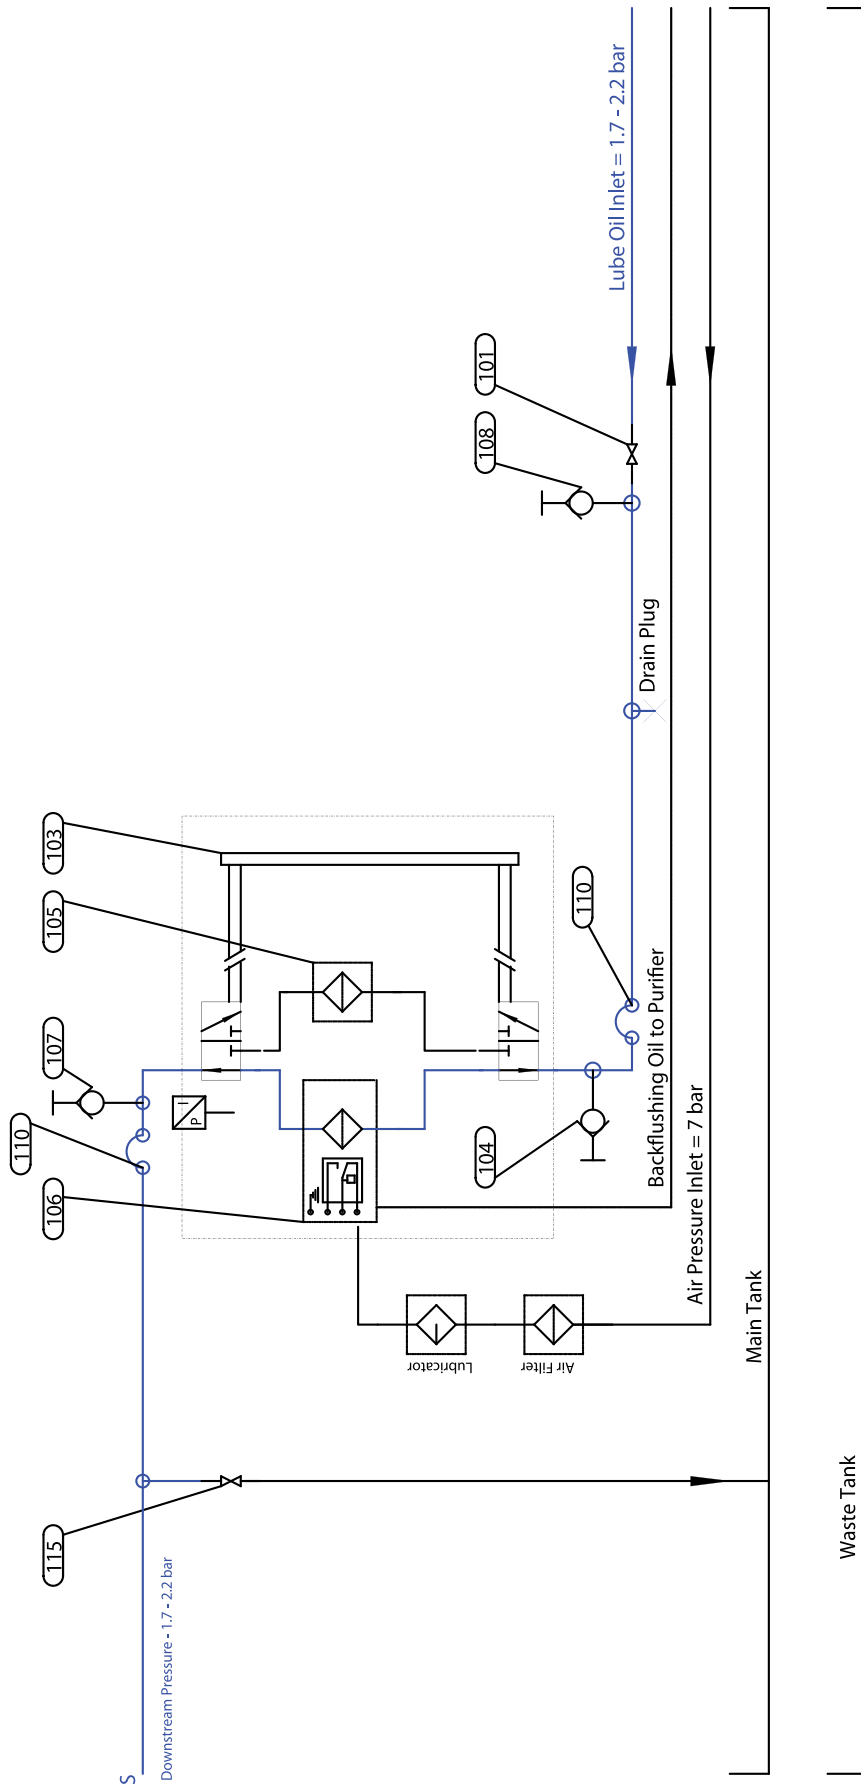 Lube Oil Inlet = 1.7 - 2.2 bar
101
108
Drain Plug
103
105
110
107
110
106
P
I
104
Backflushing Oil to Purifier
Air Pressure Inlet = 7 bar
Lubricator
Air Filter
Main Tank
115
Downstream Pressure - 1.7 - 2.2 bar
S
Waste Tank